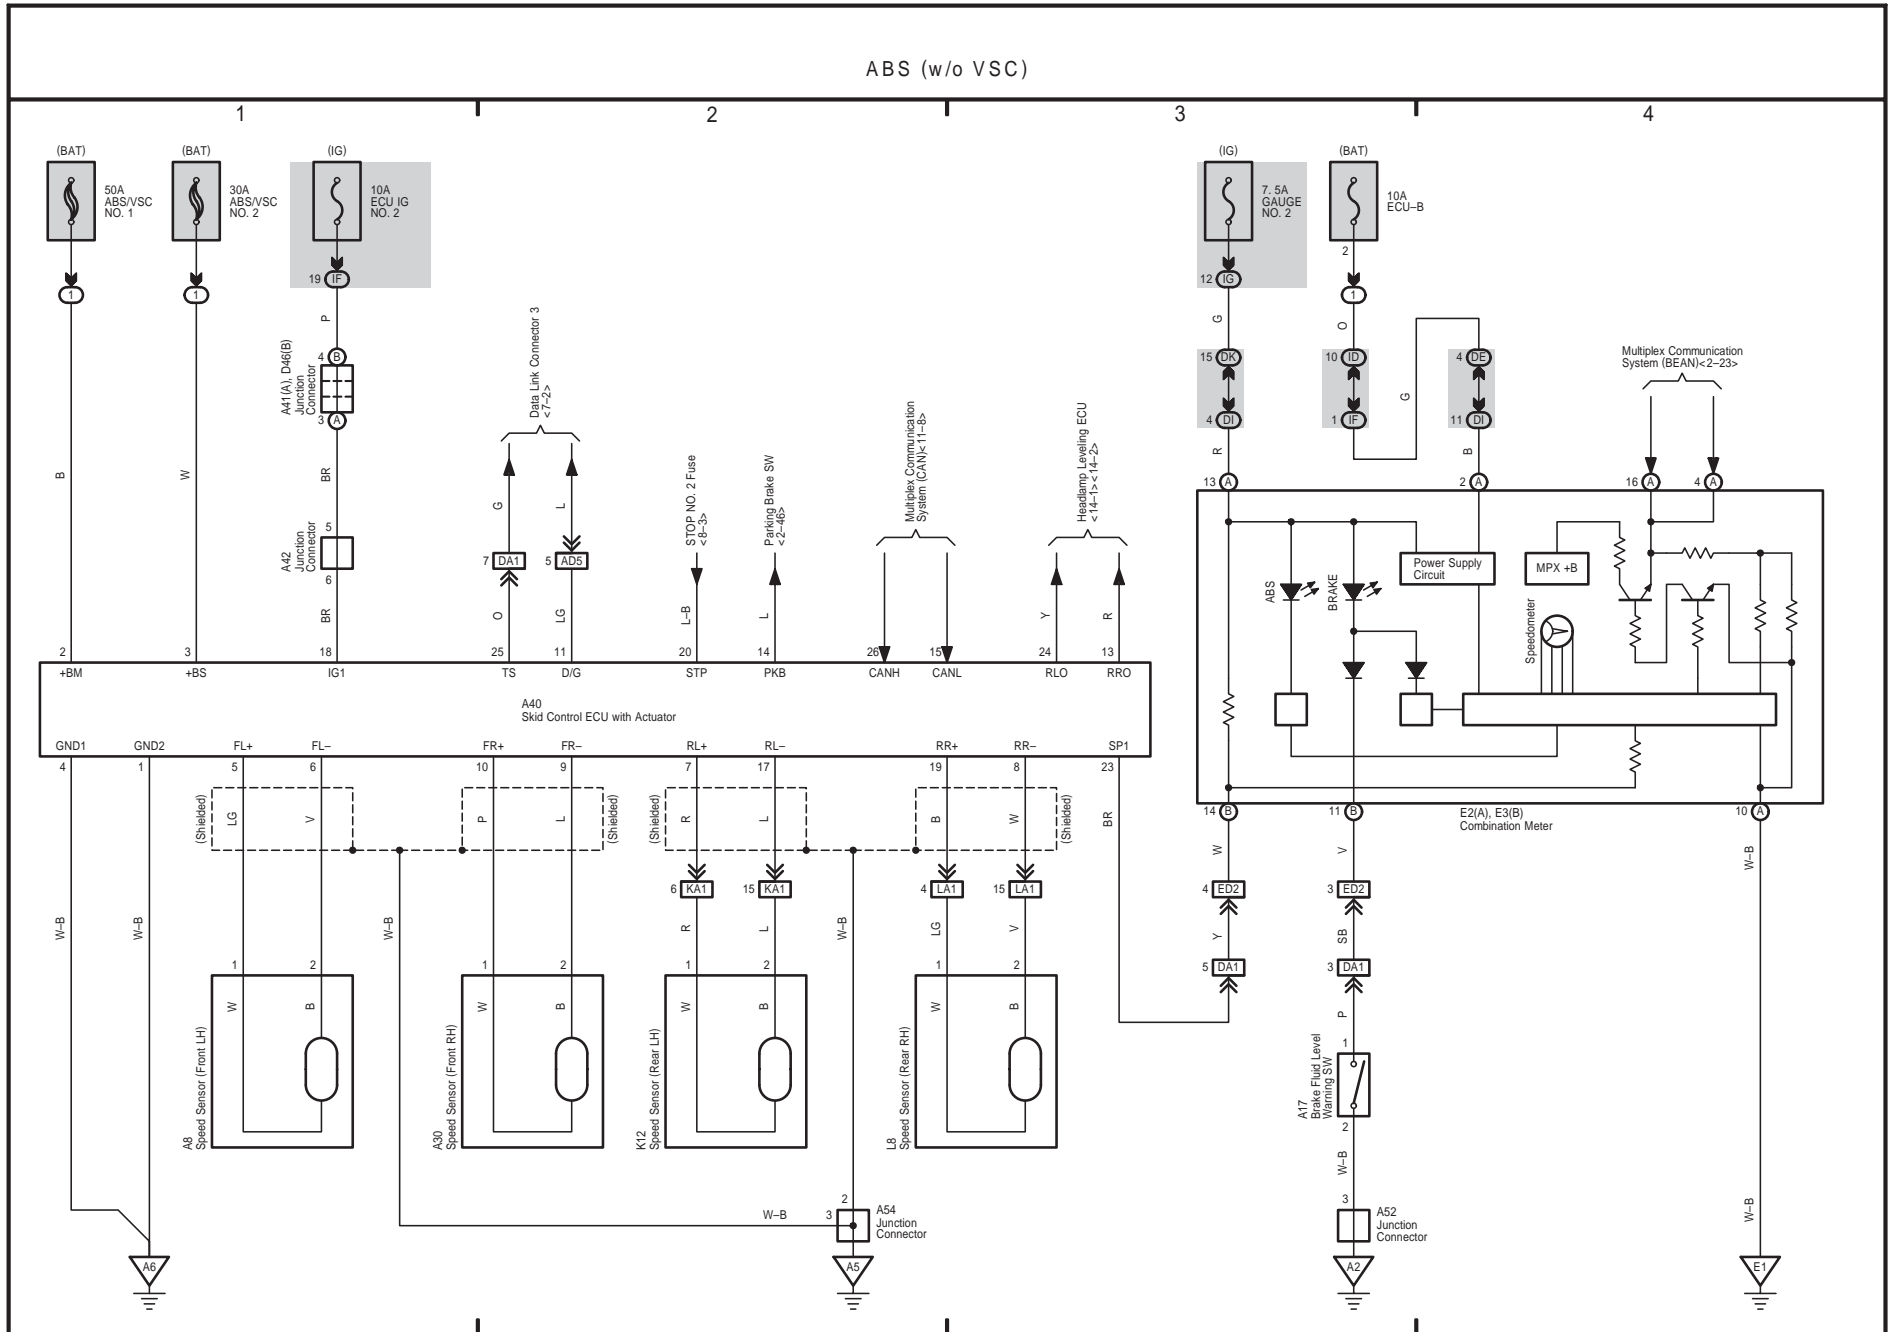 ABS (w/o VSC)
1 2 3 4
(BAT) (BAT) (IG) (IG) (BAT)
50A
ABS/VSC
NO. 1
30A
ABS/VSC
NO. 2
10A
ECU IG
NO. 2
7. 5A
GAUGE
NO. 2
10A
ECU–B
2
19 IF
12 IG
1 1 1
P
G
O
4 B
A41(A), D46(B)
Junction
Connector
3 A
Data Link Connector 3
<7–2>
15 DK
10 ID
4 DE
4 DI
1 IF
11 DI
G
Multiplex Communication
System (BEAN)<2–23>
B
W
BR
G
L
STOP NO. 2 Fuse
<8–3>
Parking Brake SW
<2–46>
Multiplex Communication
System (CAN)<11–8>
Headlamp Leveling ECU
<14–1><14–2>
R
B
13 A
2 A
16 A
4 A
5
A42
Junction
Connector
6
7 DA1
5 AD5
BR
O
LG
L–B
L
Y
R
ABS
BRAKE
Power Supply
Circuit
MPX +B
Speedometer
2 3 18 25 11 20 14 26 15 24 13
+BM +BS IG1 TS D/G STP PKB CANH CANL RLO RRO
A40
Skid Control ECU with Actuator
GND1 GND2 FL+ FL– FR+ FR– RL+ RL– RR+ RR– SP1
4 1 5 6 10 9 7 17 19 8 23
(Shielded)
LG
V
P
L
(Shielded)
(Shielded)
R
L
B
W
(Shielded)
BR
14 B
11 B
10 A
E2(A), E3(B)
Combination Meter
W
V
W–B
6 KA1
15 KA1
4 LA1
15 LA1
4 ED2
3 ED2
W–B
W–B
W–B
R
L
W–B
LG
V
Y
SB
5 DA1
3 DA1
1 2 1 2 1 2 1 2
W B W B W B W B
P
A8
Speed Sensor (Front LH)
A30
Speed Sensor (Front RH)
K12
Speed Sensor (Rear LH)
L8
Speed Sensor (Rear RH)
1
A17
Brake Fluid Level
Warning SW
2
W–B
W–B
W–B
2
3
A54
Junction
Connector
3
A52
Junction
Connector
A6
A5
A2
E1